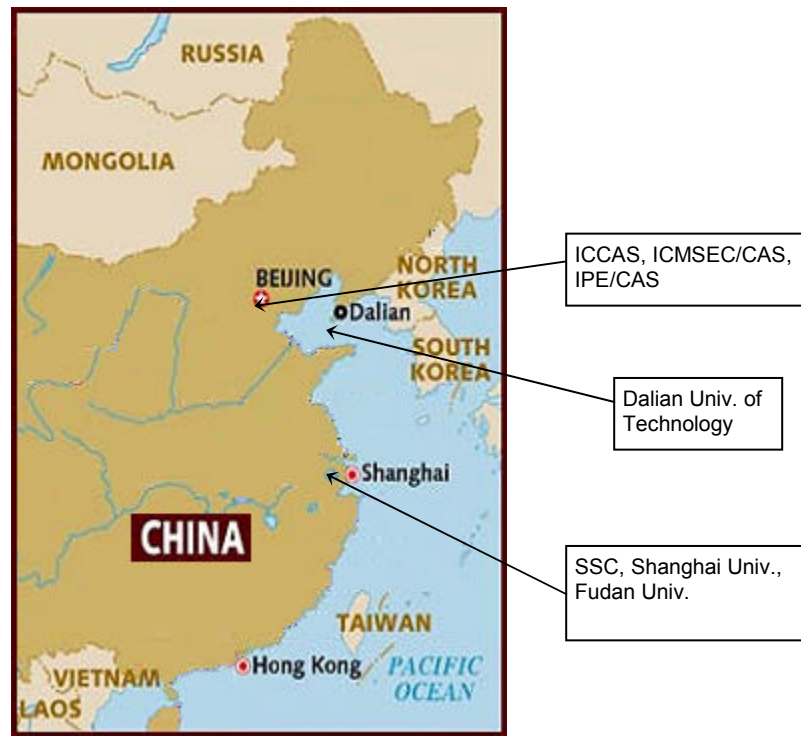 RUSSIA
MONGOLIA
ICCAS, ICMSEC/CAS,
IPE/CAS
BEIJING
NORTH
KOREA
Dalian
SOUTH
KOREA
Dalian Univ. of
Technology
Shanghai
CHINA
SSC, Shanghai Univ.,
Fudan Univ.
TAIWAN
Hong Kong
PACIFIC
OCEAN
VIETNAM
LAOS